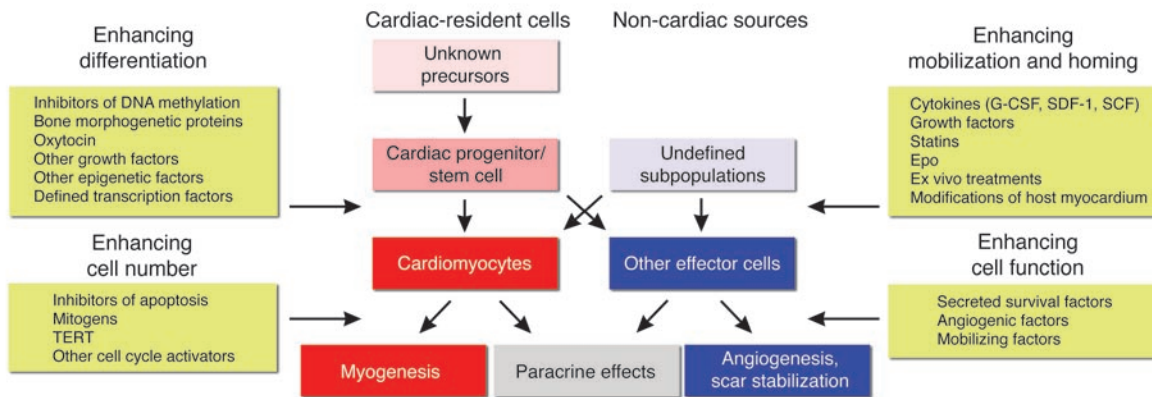 Enhancing
differentiation
Inhibitors of DNA methylation
Bone morphogenetic proteins
Oxytocin
Other growth factors
Other epigenetic factors
Defined transcription factors
Enhancing
cell number
Inhibitors of apoptosis
Mitogens
TERT
Other cell cycle activators
Cardiac-resident cells
Unknown
precursors
Cardiac progenitor/
stem cell
Cardiomyocytes
Myogenesis
Paracrine effects
Non-cardiac sources
Undefined
subpopulations
Other effector cells
Angiogenesis,
scar stabilization
Enhancing
mobilization and homing
Cytokines (G-CSF, SDF-1, SCF)
Growth factors
Statins
Epo
Ex vivo treatments
Modifications of host myocardium
Enhancing
cell function
Secreted survival factors
Angiogenic factors
Mobilizing factors